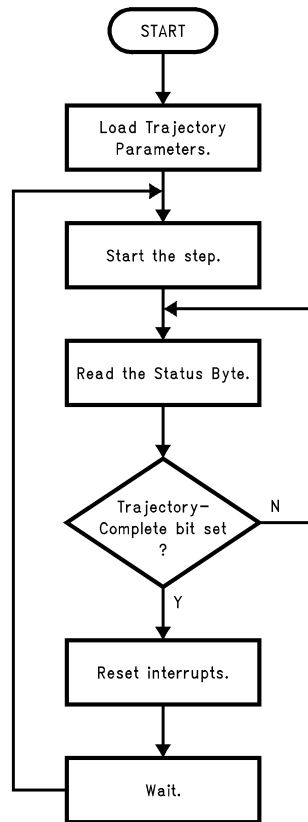 START
Load Trajectory
Parameters.
Start the step.
Read the Status Byte.
Trajectory-
Complete bit set
?
N
Y
Reset interrupts.
Wait.